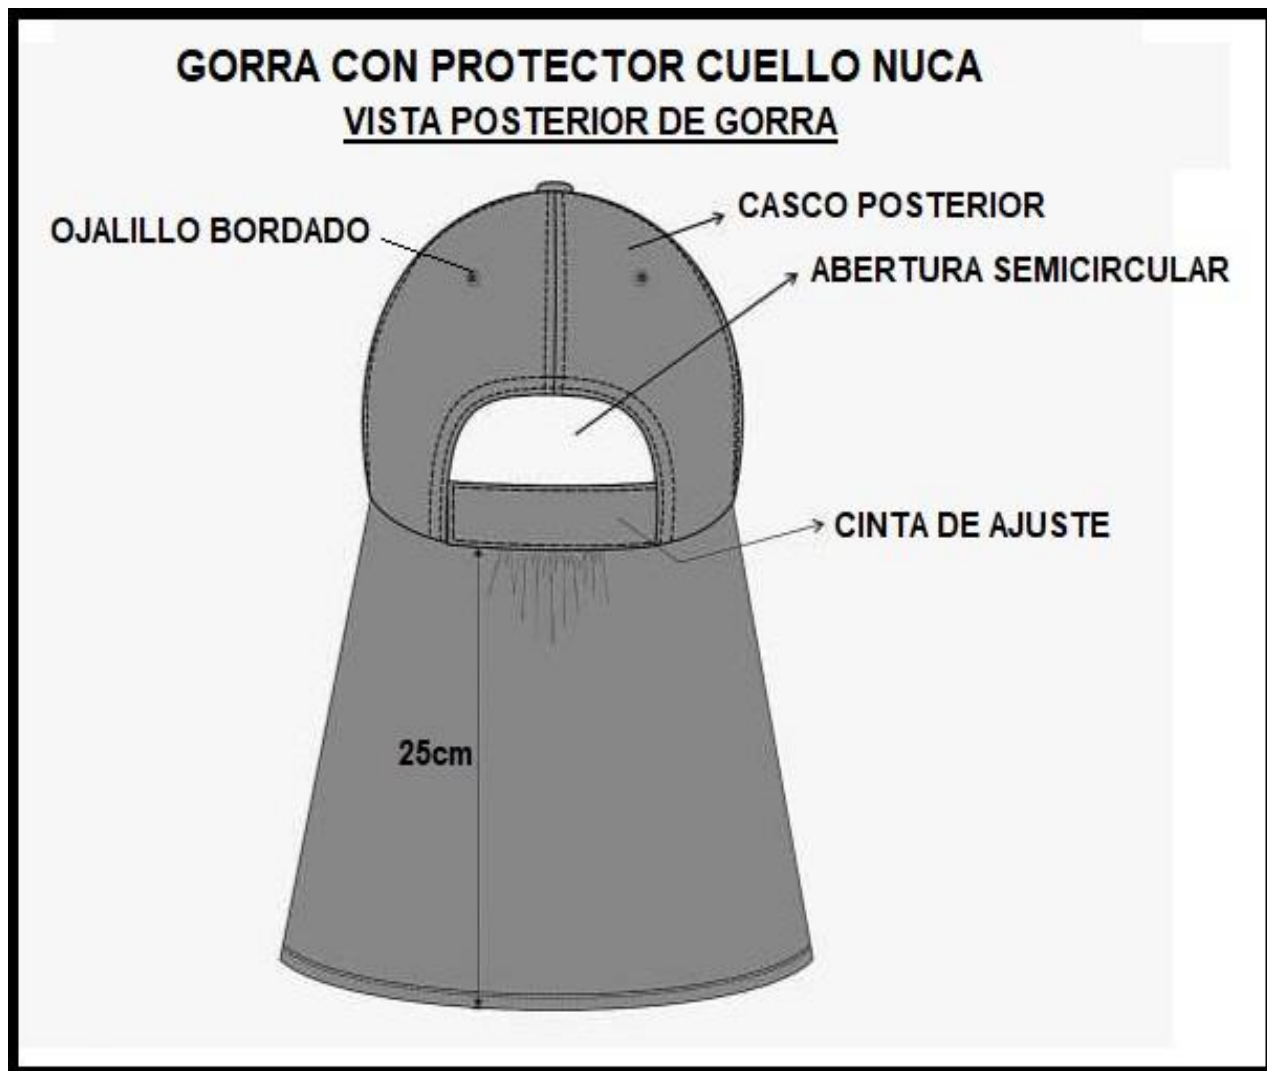 GORRA CON PROTECTOR CUELLO NUCA
VISTA POSTERIOR DE GORRA
OJALILLO BORDADO
CASCO POSTERIOR
ABERTURA SEMICIRCULAR
CINTA DE AJUSTE
25cm